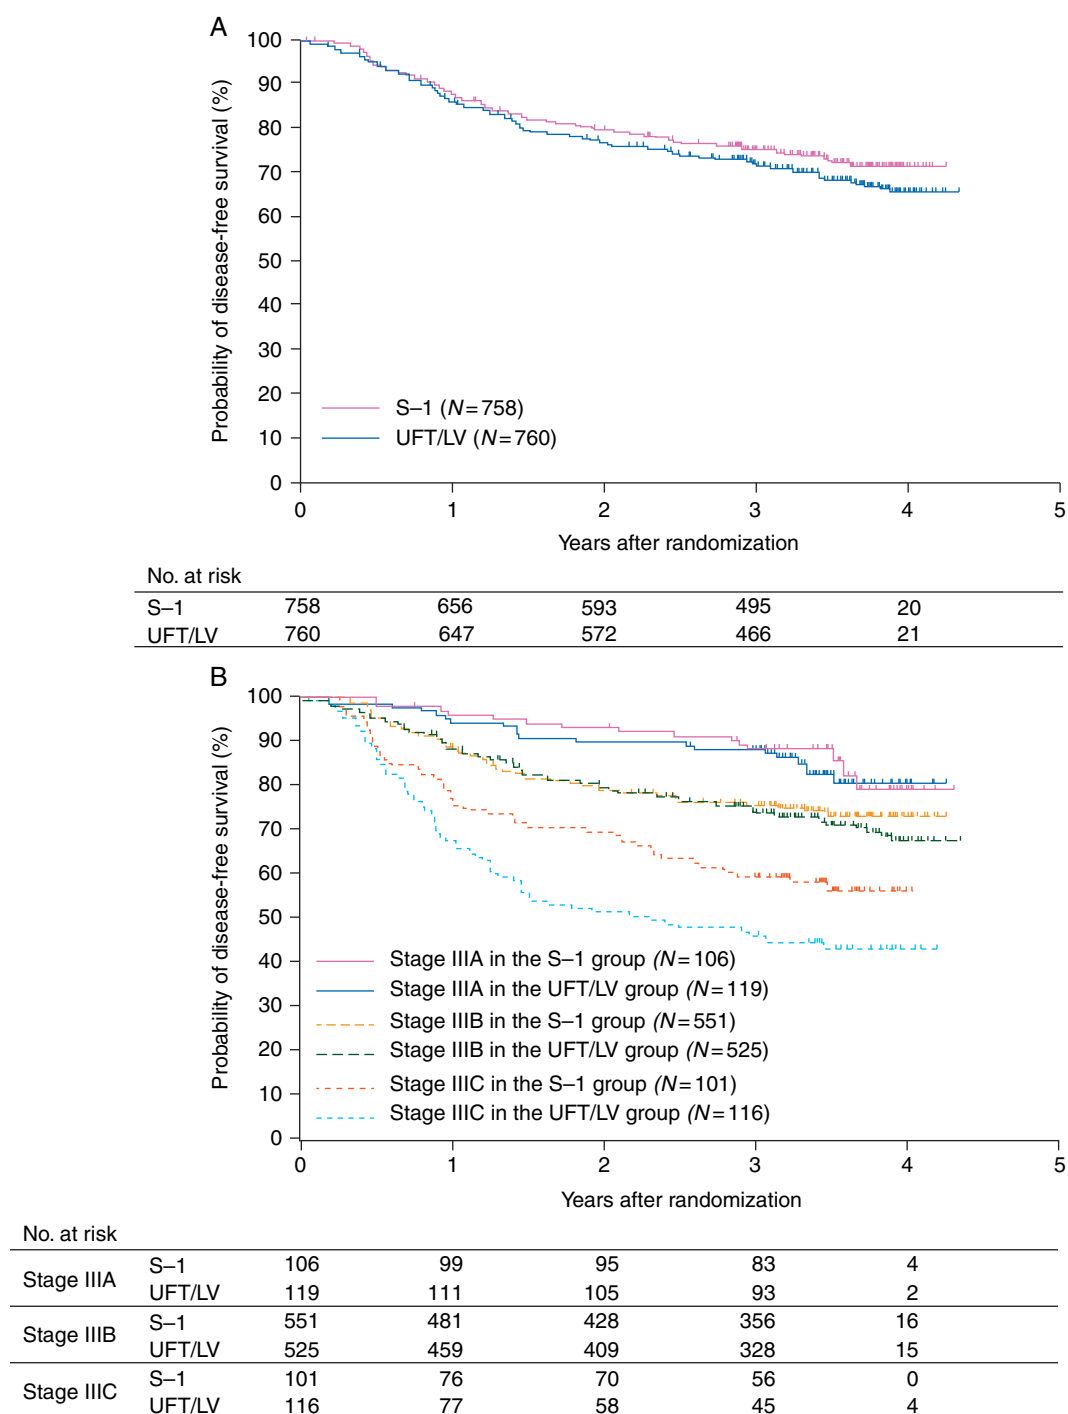 A
Probability of disease-free survival (%)
100
90
80
70
60
50
40
30
20
10
0
S–1 (N=758)
UFT/LV (N=760)
0 1 2 3 4 5
Years after randomization
No. at risk
S–1 758 656 593 495 20
UFT/LV 760 647 572 466 21
B
Probability of disease-free survival (%)
100
90
80
70
60
50
40
30
20
10
0
Stage IIIA in the S–1 group (N=106)
Stage IIIA in the UFT/LV group (N=119)
Stage IIIB in the S–1 group (N=551)
Stage IIIB in the UFT/LV group (N=525)
Stage IIIC in the S–1 group (N=101)
Stage IIIC in the UFT/LV group (N=116)
0 1 2 3 4 5
Years after randomization
No. at risk
Stage IIIA
S–1 106 99 95 83 4
UFT/LV 119 111 105 93 2
Stage IIIB
S–1 551 481 428 356 16
UFT/LV 525 459 409 328 15
Stage IIIC
S–1 101 76 70 56 0
UFT/LV 116 77 58 45 4